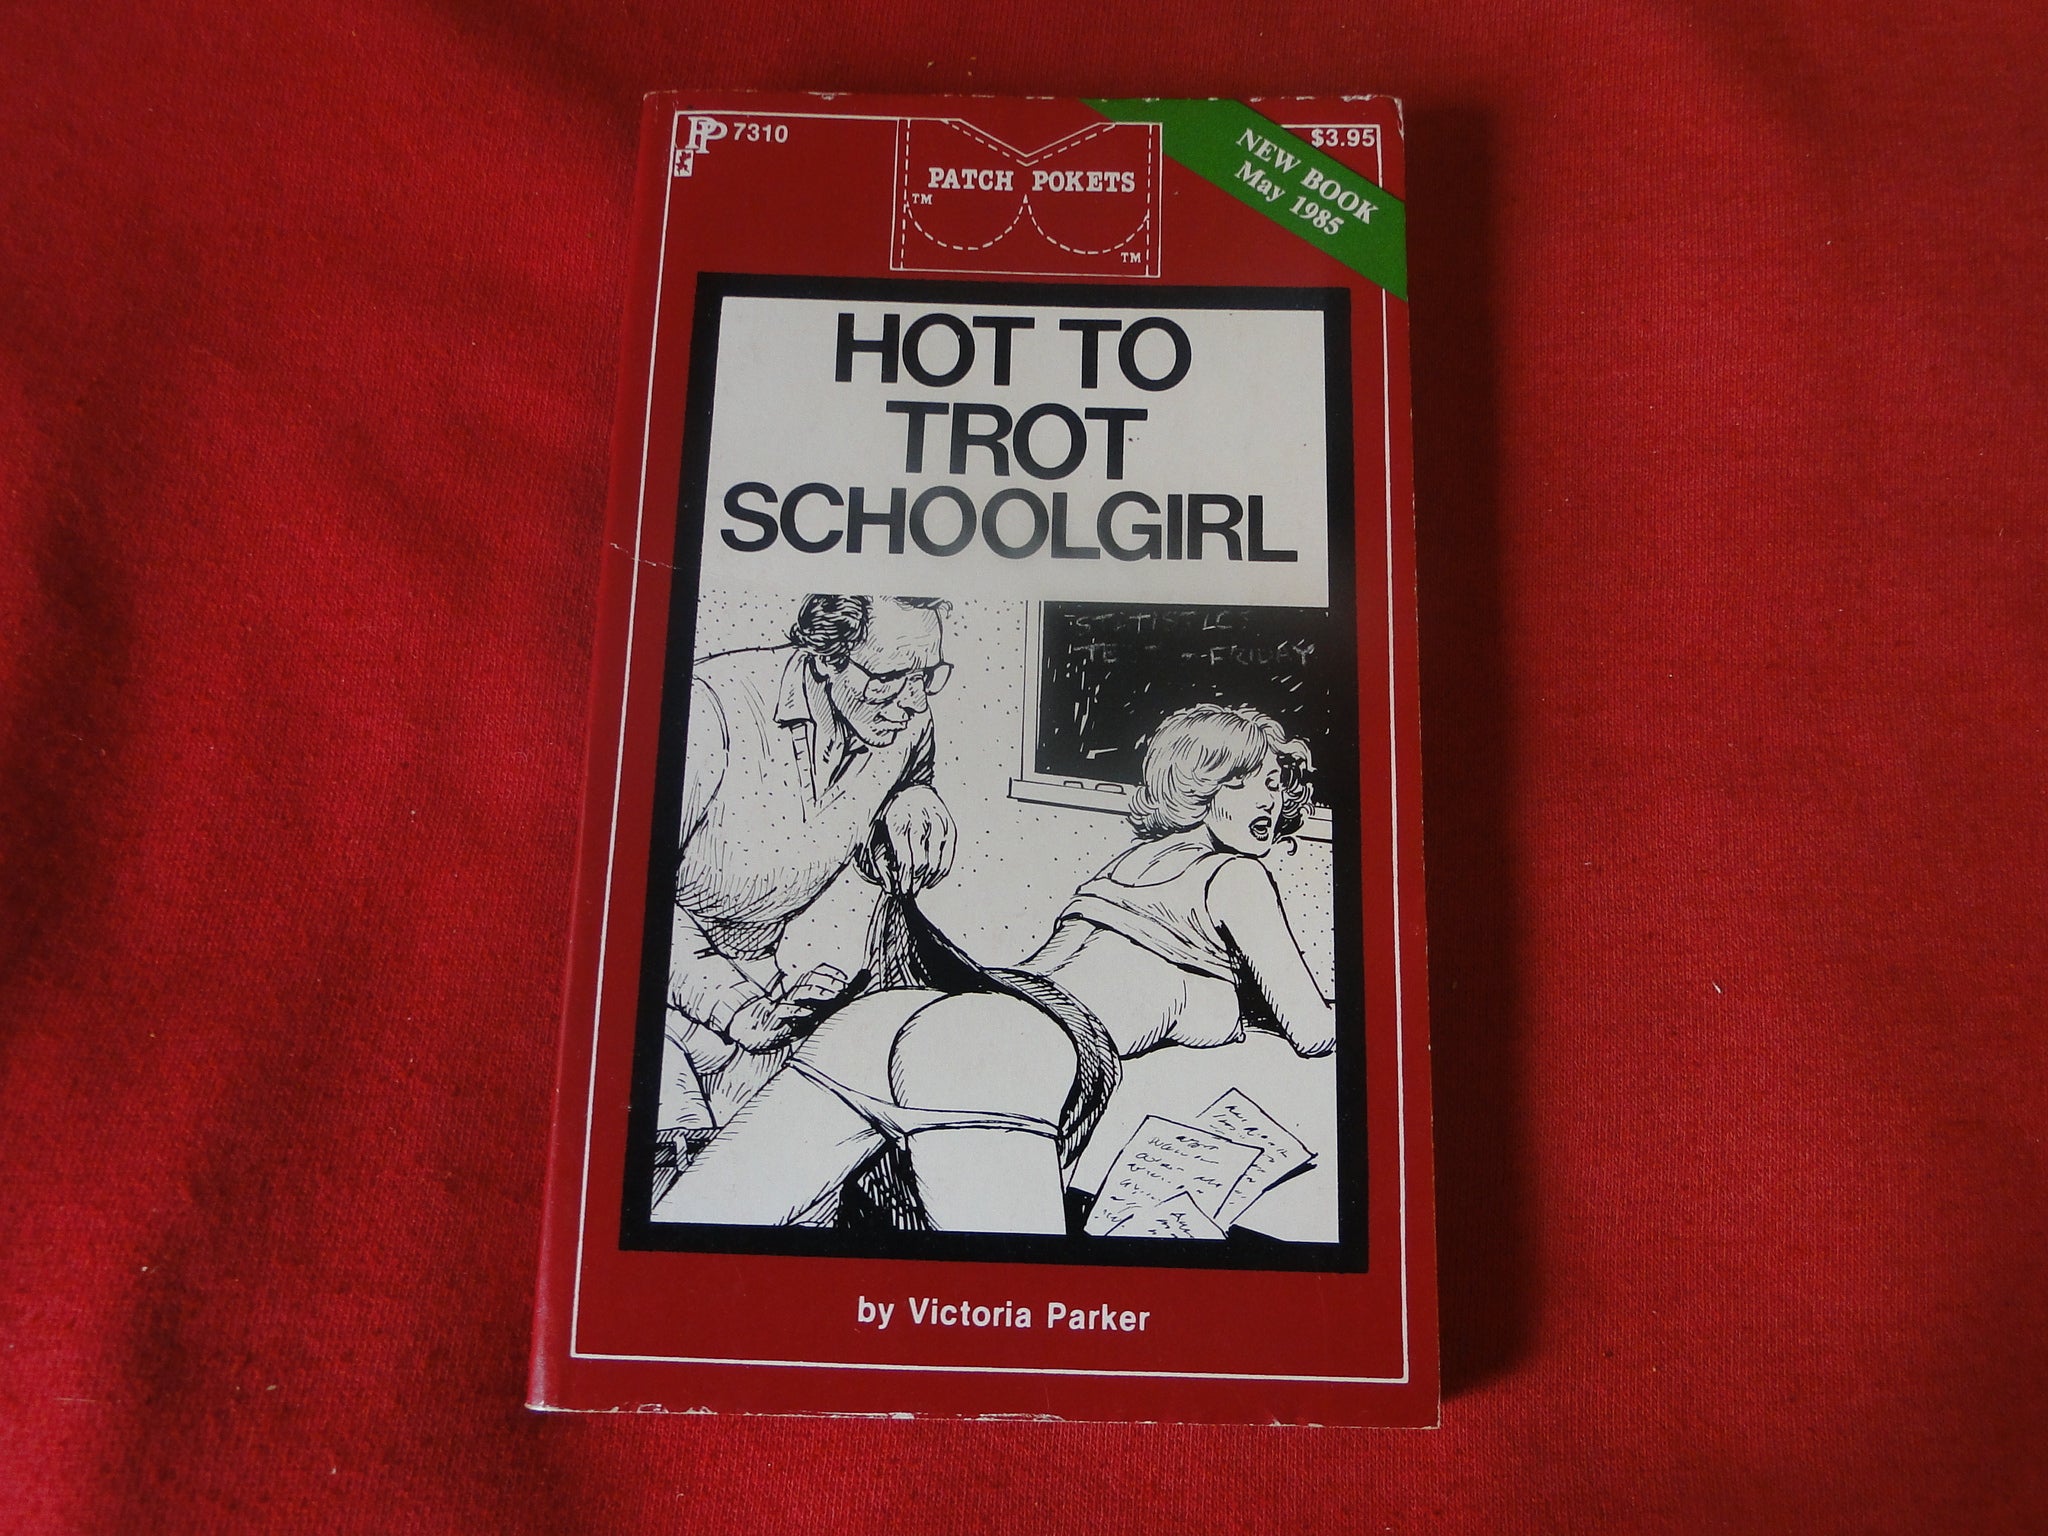 PP 7310
$3.95
PATCH POKETS
TM
TM
NEW BOOK
May 1985
HOT TO
TROT
SCHOOLGIRL
FRIDAY
by Victoria Parker